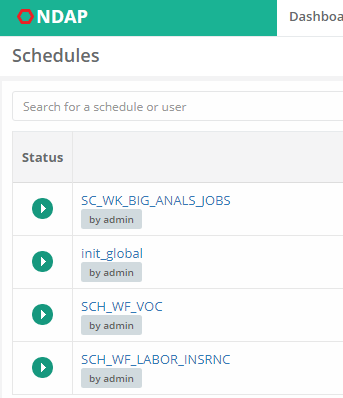 NDAP
Dashboa
Schedules
Search for a schedule or user
Status
SC_WK_BIG_ANALS_JOBS
by admin
init_global
by admin
SCH_WF_VOC
by admin
SCH_WF_LABOR_INSRNC
by admin